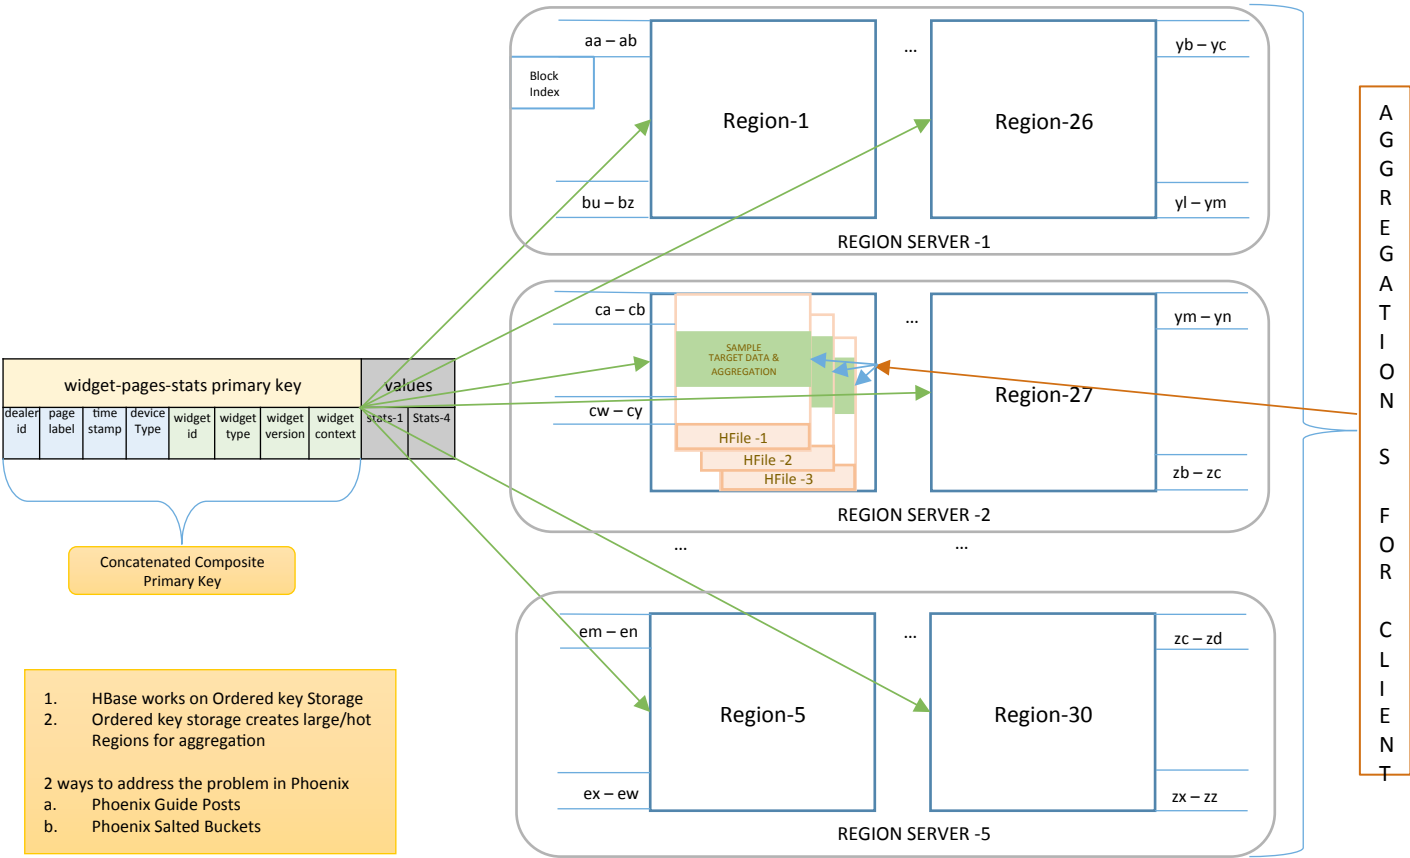 aa – ab
...
yb – yc
Block
Index
Region-1
Region-26
bu – bz
yl – ym
REGION SERVER -1
ca – cb
...
ym – yn
SAMPLE
TARGET DATA &
AGGREGATION
Region-27
cw – cy
HFile -1
HFile -2
HFile -3
zb – zc
REGION SERVER -2
...
...
widget-pages-stats primary key
values
dealer
id
page
label
time
stamp
device
Type
widget
id
widget
type
widget
version
widget
context
stats-1
Stats-4
Concatenated Composite
Primary Key
em – en
...
zc – zd
Region-5
Region-30
ex – ew
zx – zz
REGION SERVER -5
1. HBase works on Ordered key Storage
2. Ordered key storage creates large/hot
Regions for aggregation
2 ways to address the problem in Phoenix
a. Phoenix Guide Posts
b. Phoenix Salted Buckets
A
G
G
R
E
G
A
T
I
O
N
S
F
O
R
C
L
I
E
N
T